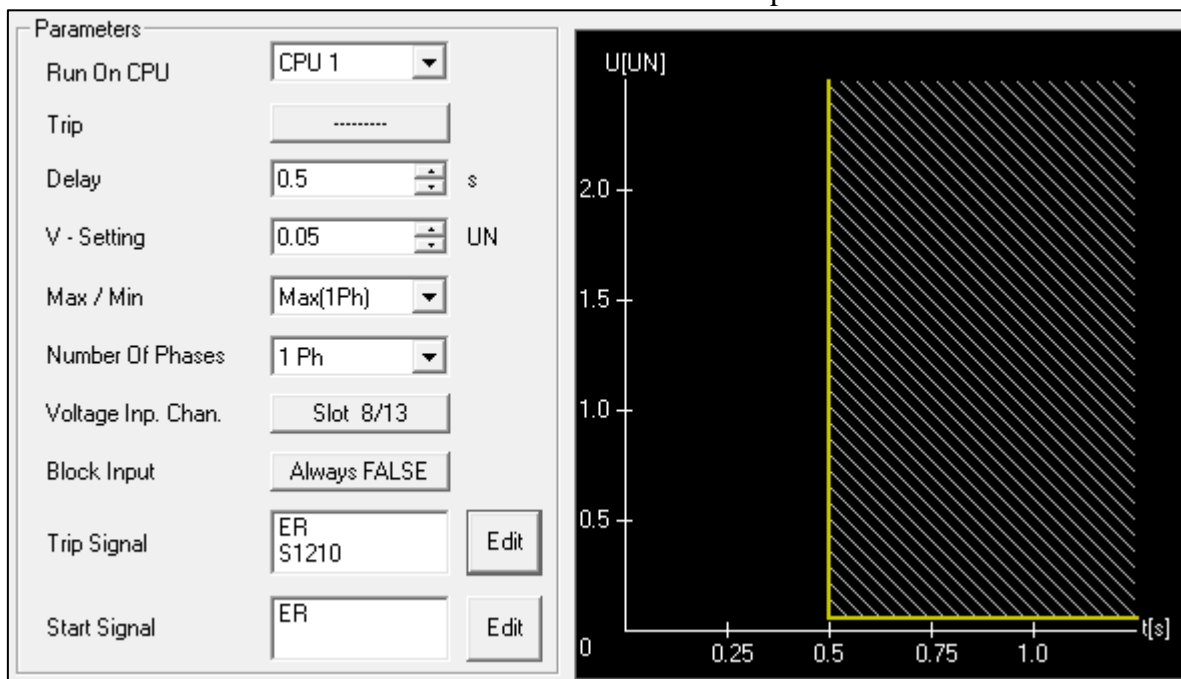 Parameters
Run On CPU CPU 1
Trip ---------
Delay 0.5 s
V - Setting 0.05 UN
Max / Min Max(1Ph)
Number Of Phases 1 Ph
Voltage Inp. Chan. Slot 8/13
Block Input Always FALSE
Trip Signal ER
S1210 Edit
Start Signal ER Edit
U[UN]
2.0
1.5
1.0
0.5
0 0.25 0.5 0.75 1.0 t[s]